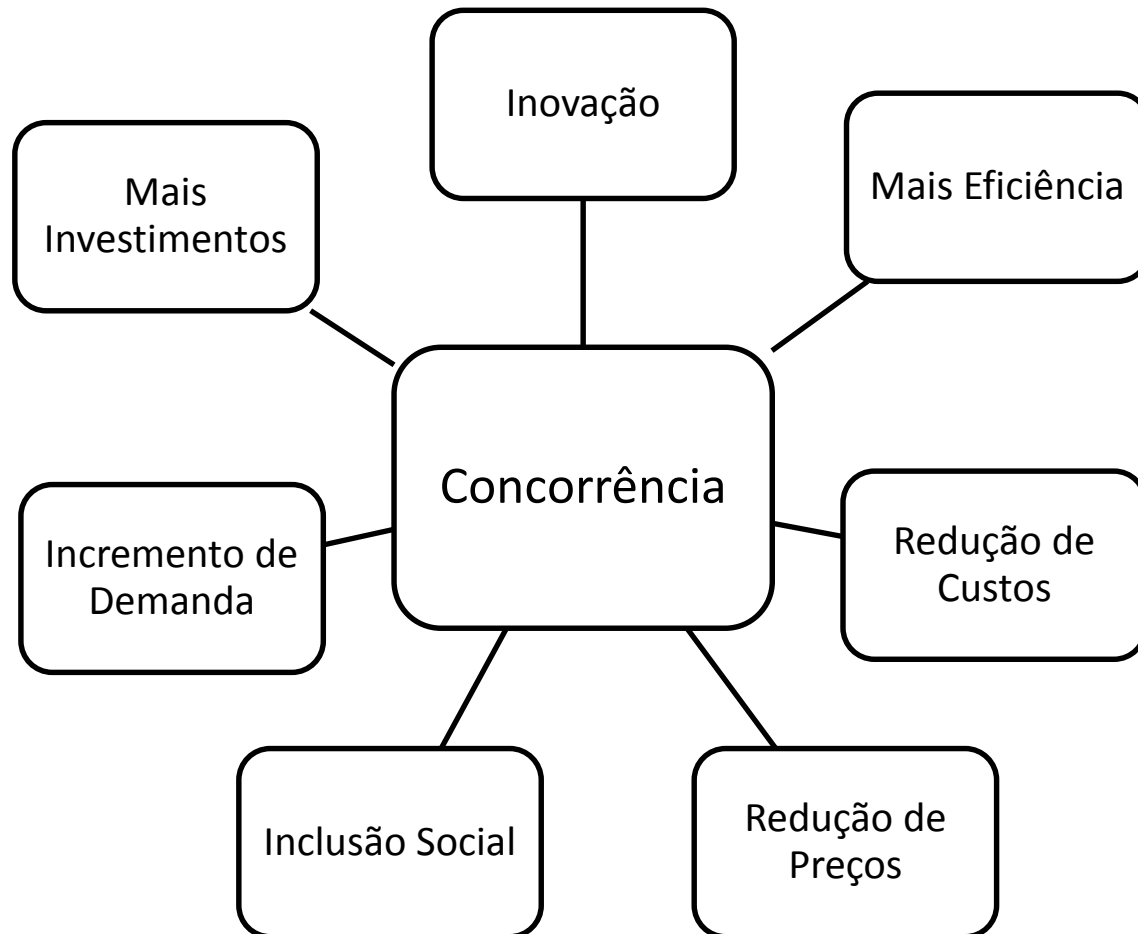 Inovação
Mais Eficiência
Mais
Investimentos
Concorrência
Redução de
Custos
Incremento de
Demanda
Redução de
Preços
Inclusão Social